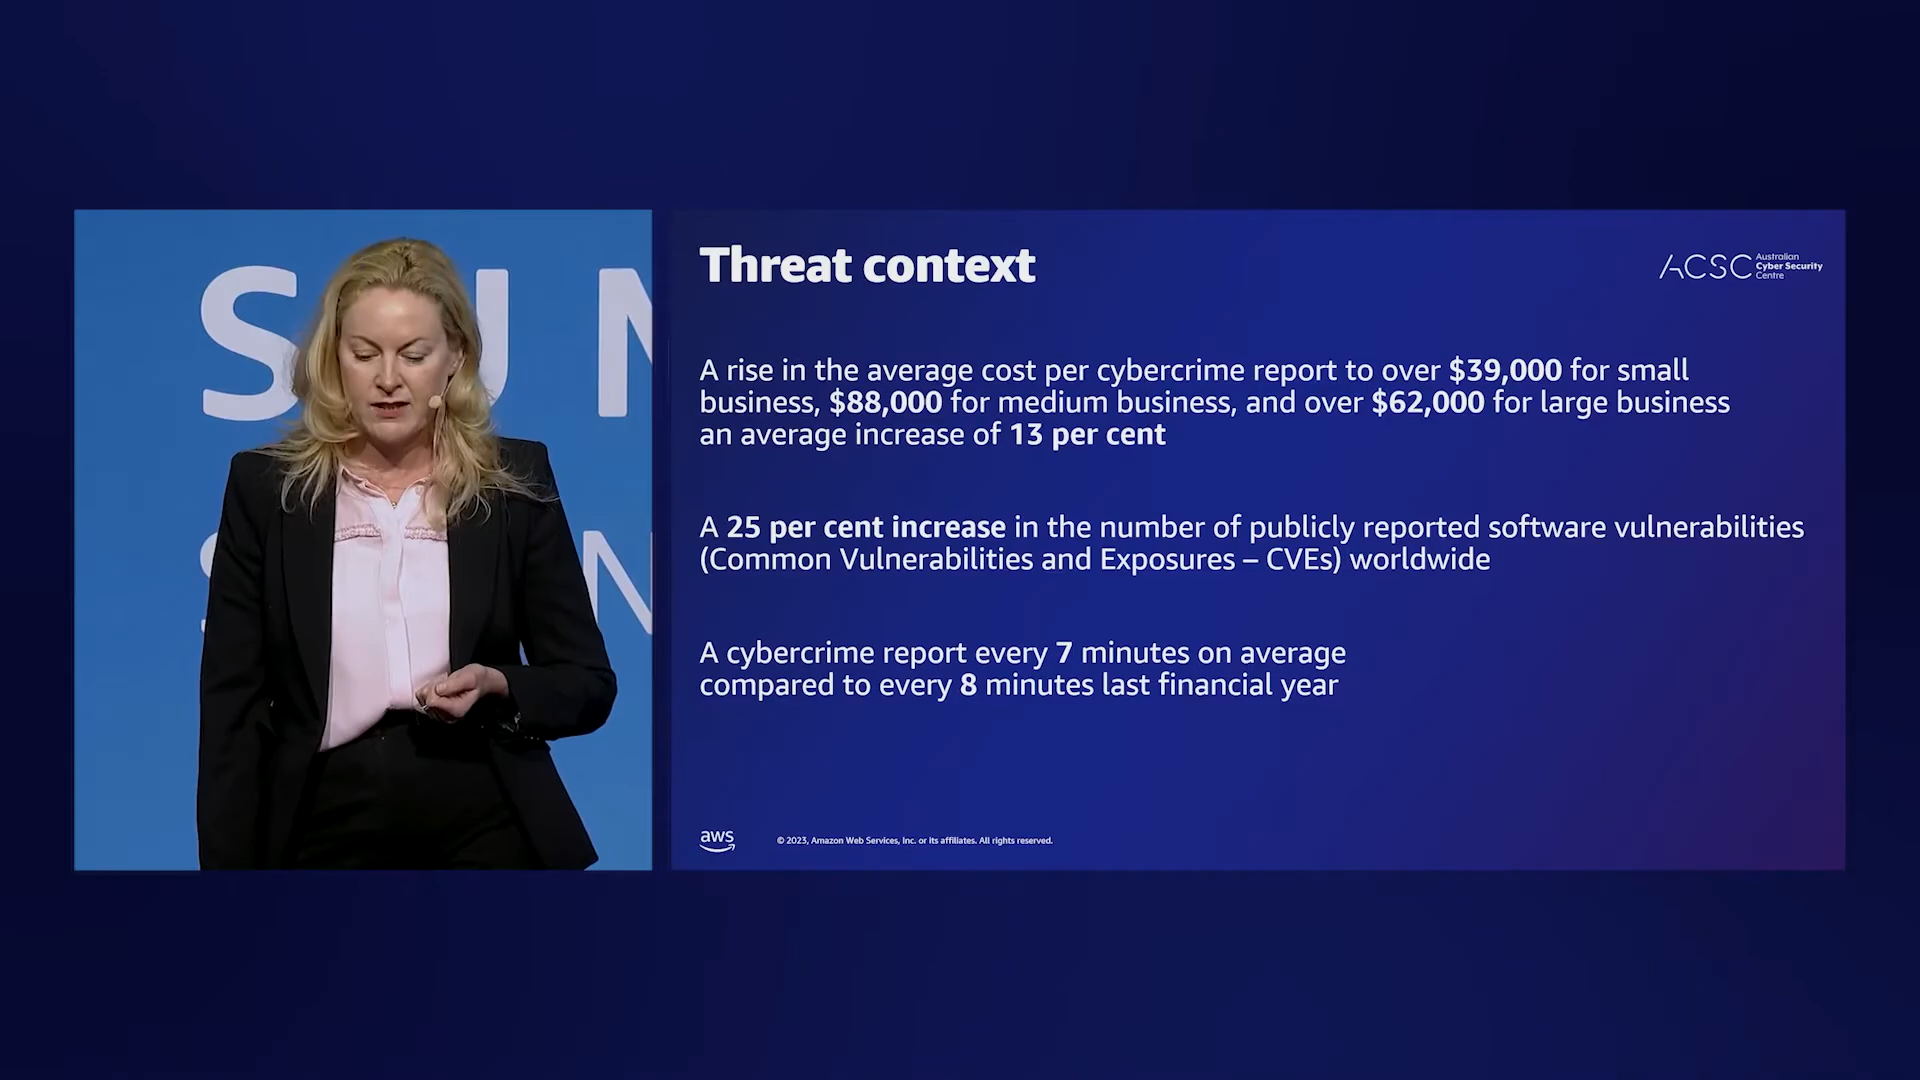 SUM
S N
Threat context
ACSC Australian
Cyber Security
Centre
A rise in the average cost per cybercrime report to over $39,000 for small
business, $88,000 for medium business, and over $62,000 for large business
an average increase of 13 per cent
A 25 per cent increase in the number of publicly reported software vulnerabilities
(Common Vulnerabilities and Exposures – CVEs) worldwide
A cybercrime report every 7 minutes on average
compared to every 8 minutes last financial year
aws
© 2023, Amazon Web Services, Inc. or its affiliates. All rights reserved.